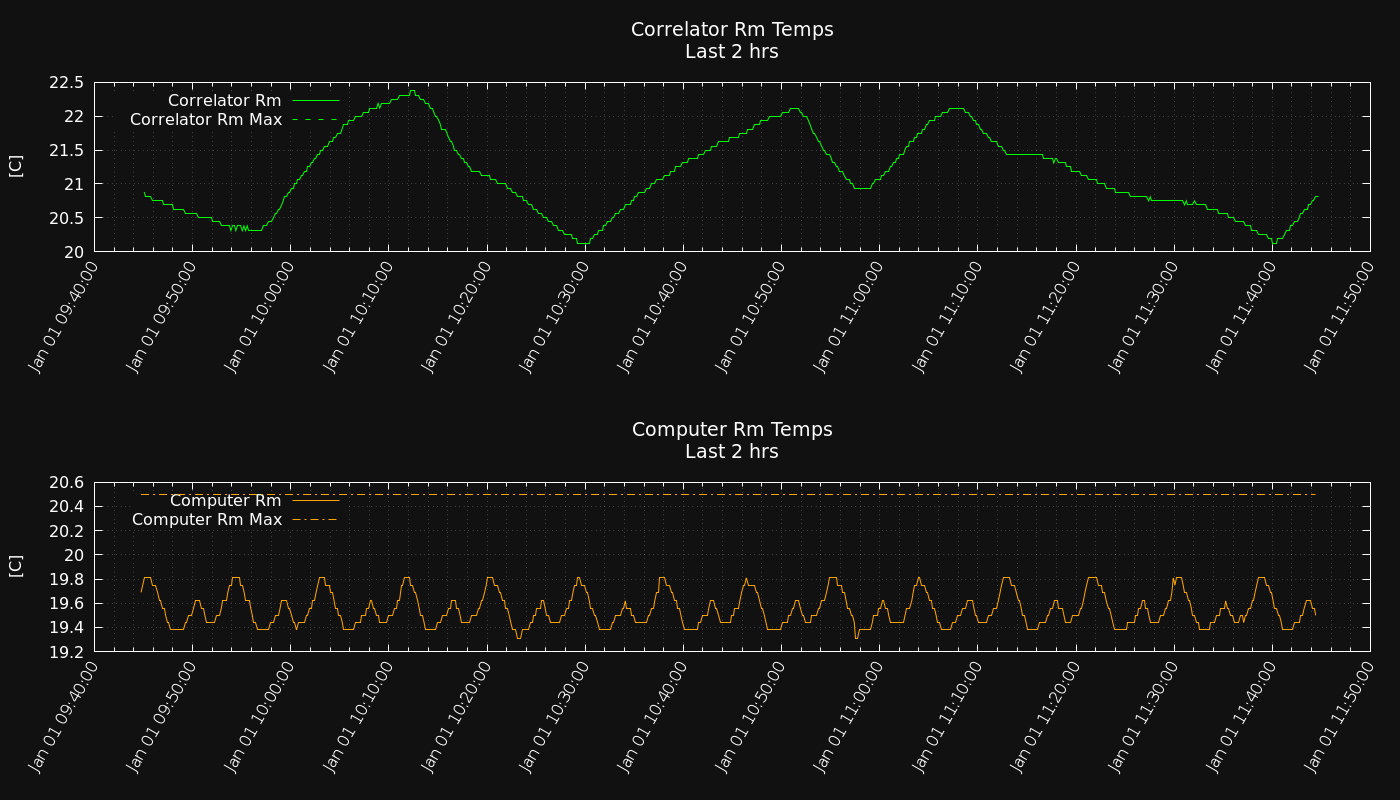 Correlator Rm Temps
Last 2 hrs
22.5
22
21.5
21
20.5
20
[C]
Correlator Rm
Correlator Rm Max
Jan 01 09:40:00
Jan 01 09:50:00
Jan 01 10:00:00
Jan 01 10:10:00
Jan 01 10:20:00
Jan 01 10:30:00
Jan 01 10:40:00
Jan 01 10:50:00
Jan 01 11:00:00
Jan 01 11:10:00
Jan 01 11:20:00
Jan 01 11:30:00
Jan 01 11:40:00
Jan 01 11:50:00
Computer Rm Temps
Last 2 hrs
20.6
20.4
20.2
20
19.8
19.6
19.4
19.2
[C]
Computer Rm
Computer Rm Max
Jan 01 09:40:00
Jan 01 09:50:00
Jan 01 10:00:00
Jan 01 10:10:00
Jan 01 10:20:00
Jan 01 10:30:00
Jan 01 10:40:00
Jan 01 10:50:00
Jan 01 11:00:00
Jan 01 11:10:00
Jan 01 11:20:00
Jan 01 11:30:00
Jan 01 11:40:00
Jan 01 11:50:00